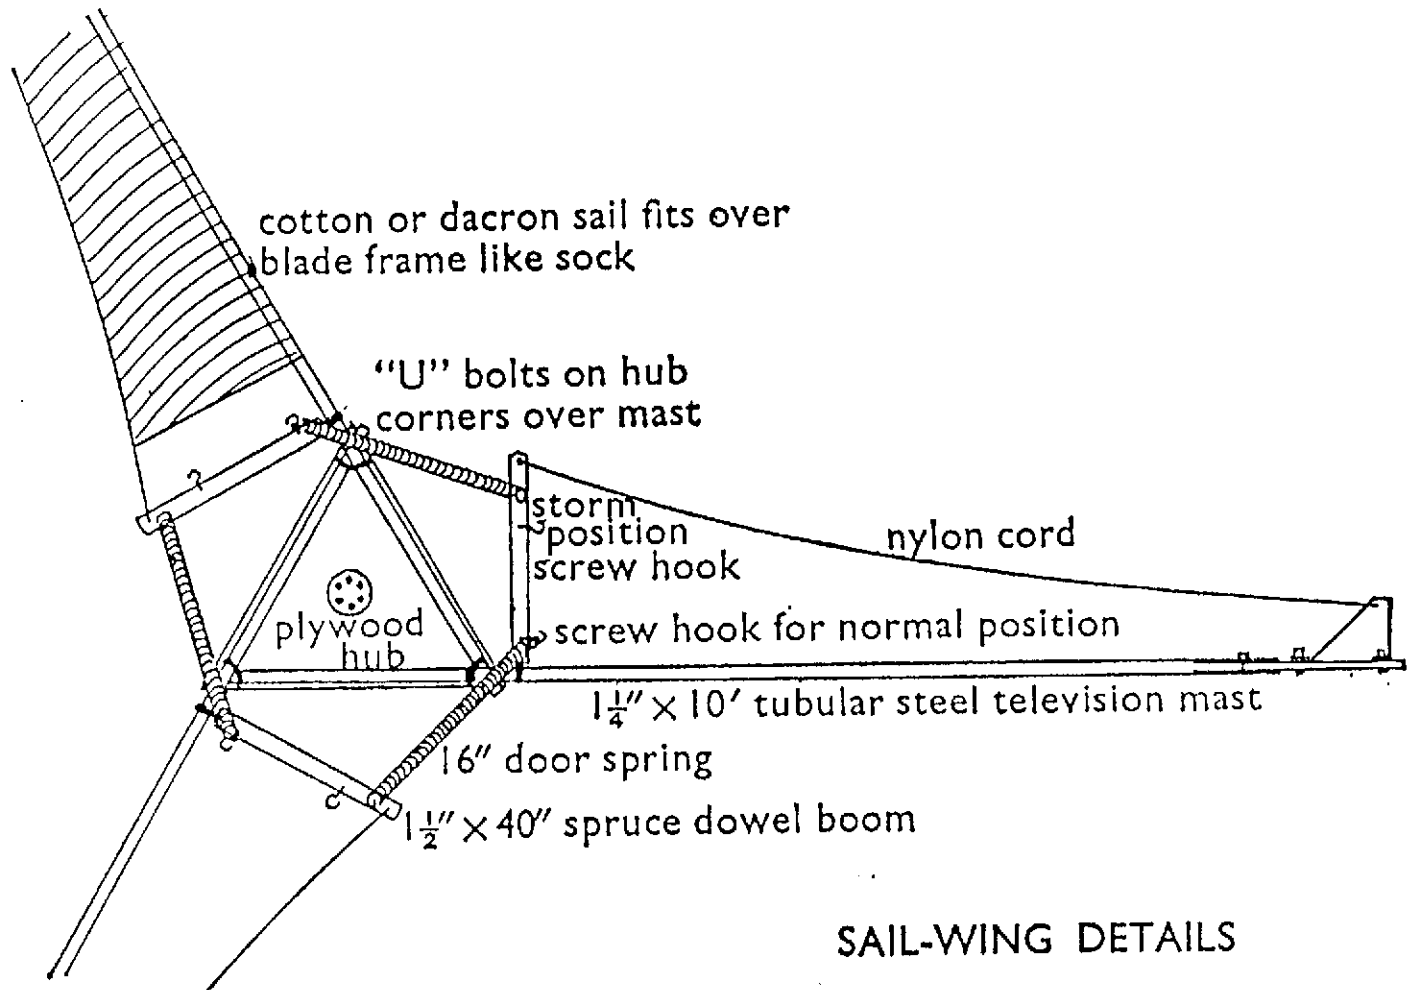 cotton or dacron sail fits over
blade frame like sock
“U” bolts on hub
corners over mast
storm
position
screw hook
nylon cord
screw hook for normal position
plywood
hub
1¼″ × 10′ tubular steel television mast
16″ door spring
1½″ × 40″ spruce dowel boom
SAIL-WING DETAILS